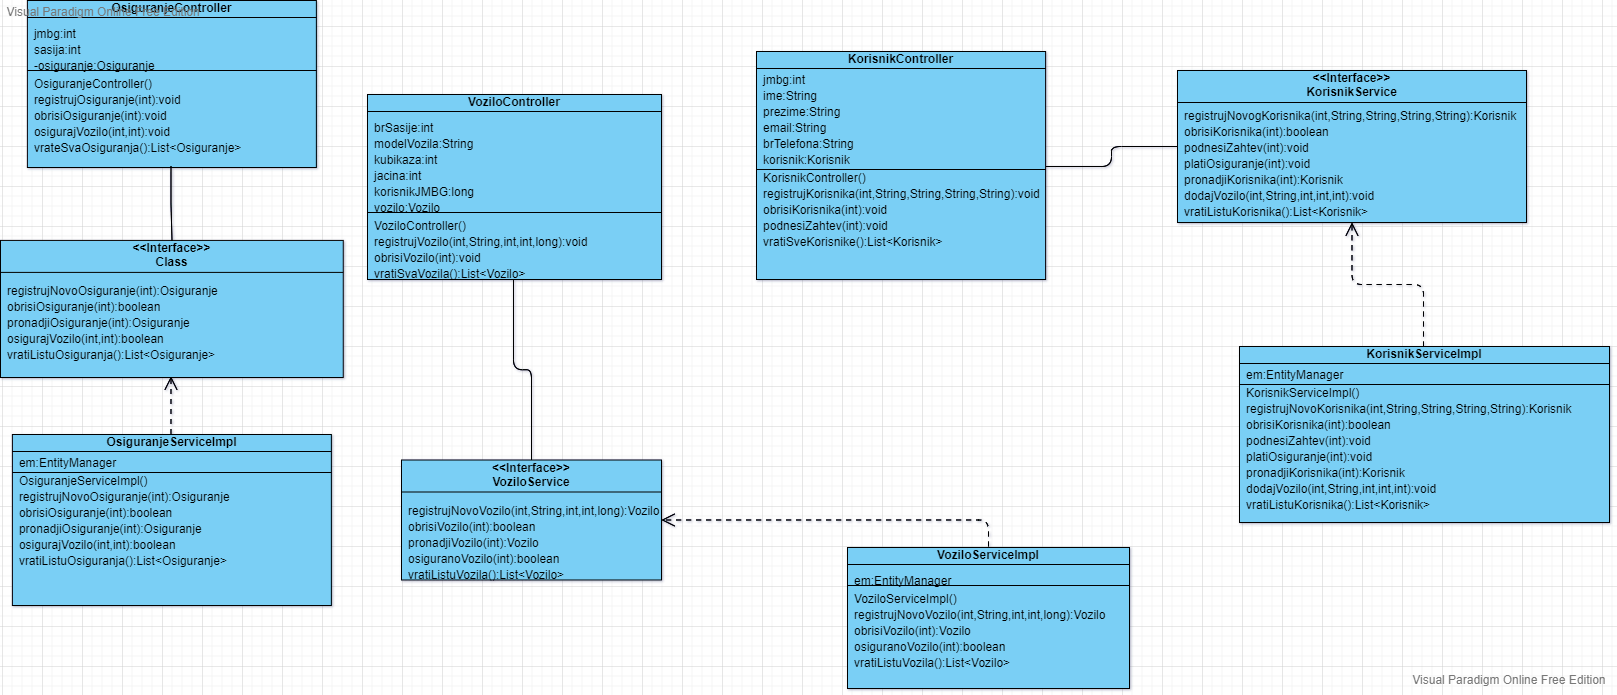 Visual Paradigm Online Free Edition
OsiguranjeController
jmbg:int
sasija:int
-osiguranje:Osiguranje
OsiguranjeController()
registrujOsiguranje(int):void
obrisiOsiguranje(int):void
osigurajVozilo(int,int):void
vrateSvaOsiguranja():List<Osiguranje>
<<Interface>>
Class
registrujNovoOsiguranje(int):Osiguranje
obrisiOsiguranje(int):boolean
pronadjiOsiguranje(int):Osiguranje
osigurajVozilo(int,int):boolean
vratiListuOsiguranja():List<Osiguranje>
OsiguranjeServiceImpl
em:EntityManager
OsiguranjeServiceImpl()
registrujNovoOsiguranje(int):Osiguranje
obrisiOsiguranje(int):boolean
pronadjiOsiguranje(int):Osiguranje
osigurajVozilo(int,int):boolean
vratiListuOsiguranja():List<Osiguranje>
VoziloController
brSasije:int
modelVozila:String
kubikaza:int
jacina:int
korisnikJMBG:long
vozilo:Vozilo
VoziloController()
registrujVozilo(int,String,int,int,long):void
obrisiVozilo(int):void
vratiSvaVozila():List<Vozilo>
<<Interface>>
VoziloService
registrujNovoVozilo(int,String,int,int,long):Vozilo
obrisiVozilo(int):boolean
pronadjiVozilo(int):Vozilo
osiguranoVozilo(int):boolean
vratiListuVozila():List<Vozilo>
KorisnikController
jmbg:int
ime:String
prezime:String
email:String
brTelefona:String
korisnik:Korisnik
KorisnikController()
registrujKorisnika(int,String,String,String,String):void
obrisiKorisnika(int):void
podnesiZahtev(int):void
vratiSveKorisnike():List<Korisnik>
VoziloServiceImpl
em:EntityManager
VoziloServiceImpl()
registrujNovoVozilo(int,String,int,int,long):Vozilo
obrisiVozilo(int):Vozilo
osiguranoVozilo(int):boolean
vratiListuVozila():List<Vozilo>
<<Interface>>
KorisnikService
registrujNovogKorisnika(int,String,String,String,String):Korisnik
obrisiKorisnika(int):boolean
podnesiZahtev(int):void
platiOsiguranje(int):void
pronadjiKorisnika(int):Korisnik
dodajVozilo(int,String,int,int,int):void
vratiListuKorisnika():List<Korisnik>
KorisnikServiceImpl
em:EntityManager
KorisnikServiceImpl()
registrujNovoKorisnika(int,String,String,String,String):Korisnik
obrisiKorisnika(int):boolean
podnesiZahtev(int):void
platiOsiguranje(int):void
pronadjiKorisnika(int):Korisnik
dodajVozilo(int,String,int,int,int):void
vratiListuKorisnika():List<Korisnik>
Visual Paradigm Online Free Edition